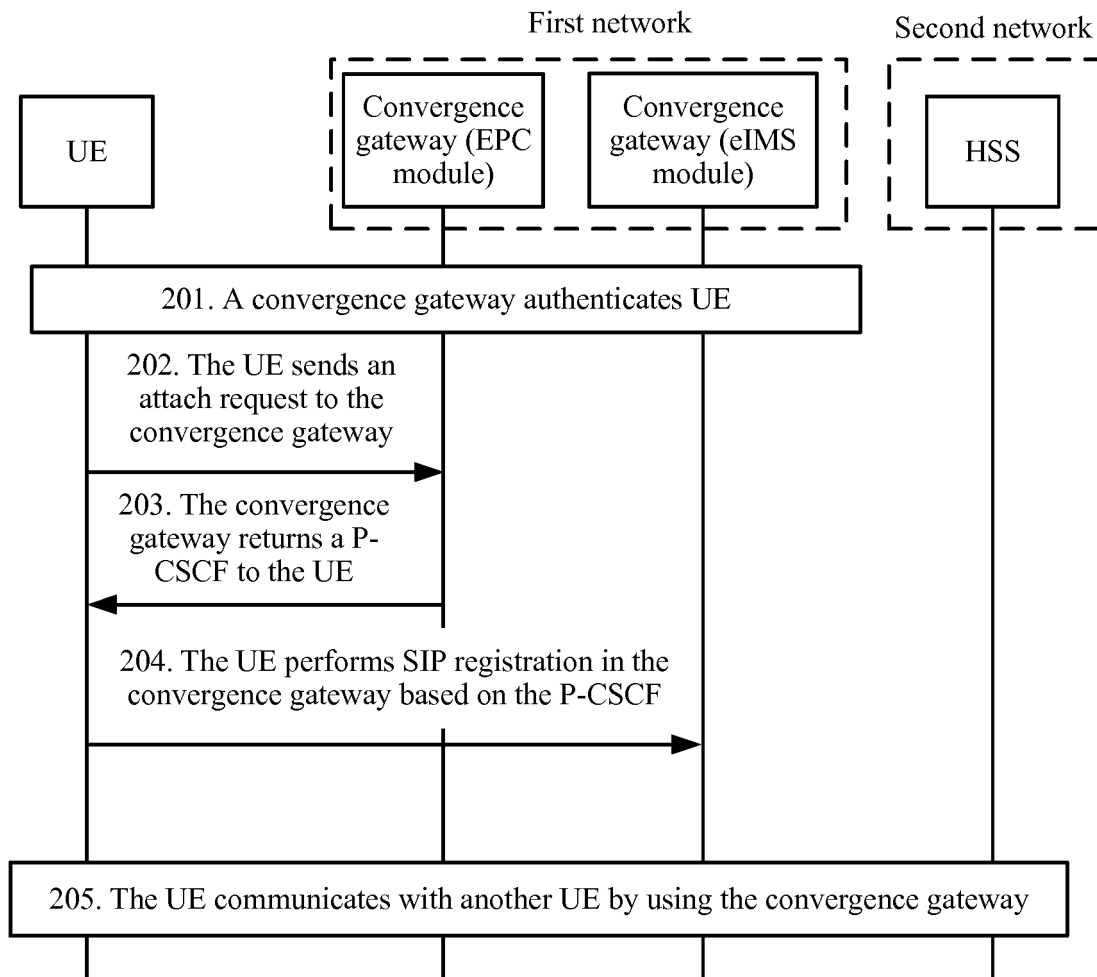 First network
Second network
UE
Convergence
gateway (EPC
module)
Convergence
gateway (eIMS
module)
HSS
201. A convergence gateway authenticates UE
202. The UE sends an
attach request to the
convergence gateway
203. The convergence
gateway returns a P-
CSCF to the UE
204. The UE performs SIP registration in the
convergence gateway based on the P-CSCF
205. The UE communicates with another UE by using the convergence gateway